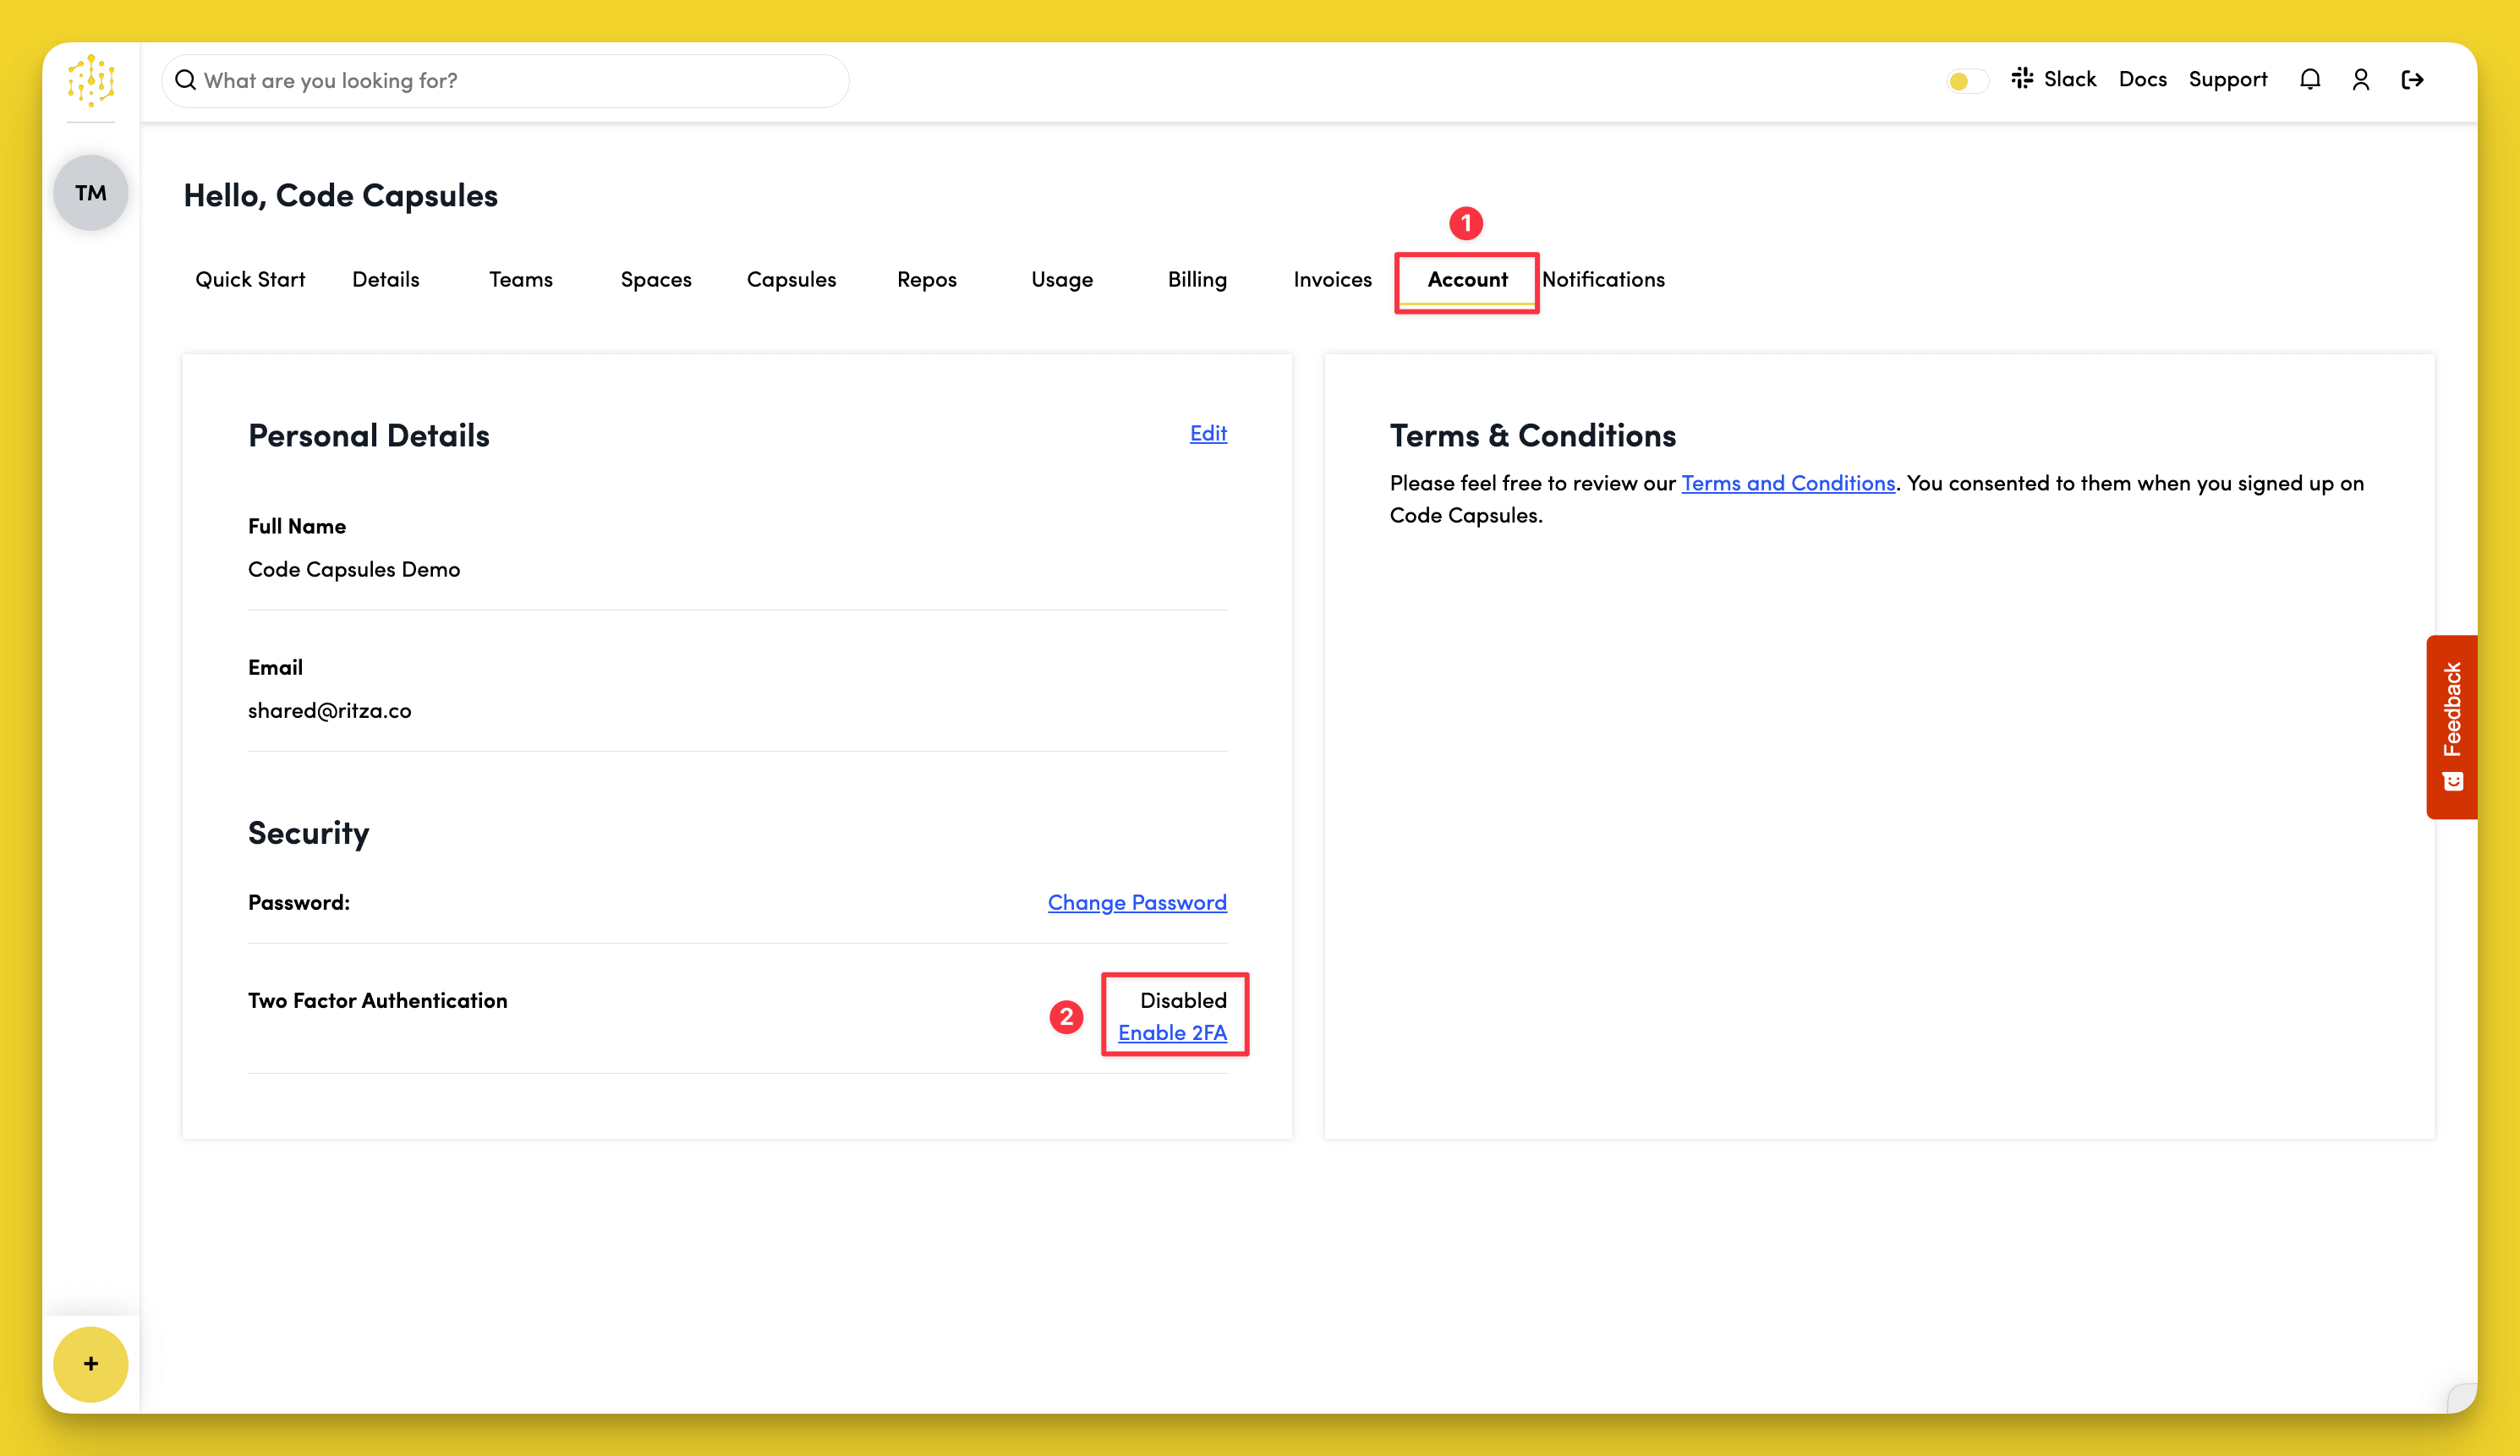 What are you looking for?
Slack Docs Support
TM
Hello, Code Capsules
1
Quick Start Details Teams Spaces Capsules Repos Usage Billing Invoices Account Notifications
Personal Details Edit
Full Name
Code Capsules Demo
Email
shared@ritza.co
Security
Password: Change Password
Two Factor Authentication Disabled
2 Enable 2FA
Terms & Conditions
Please feel free to review our Terms and Conditions. You consented to them when you signed up on
Code Capsules.
Feedback
+